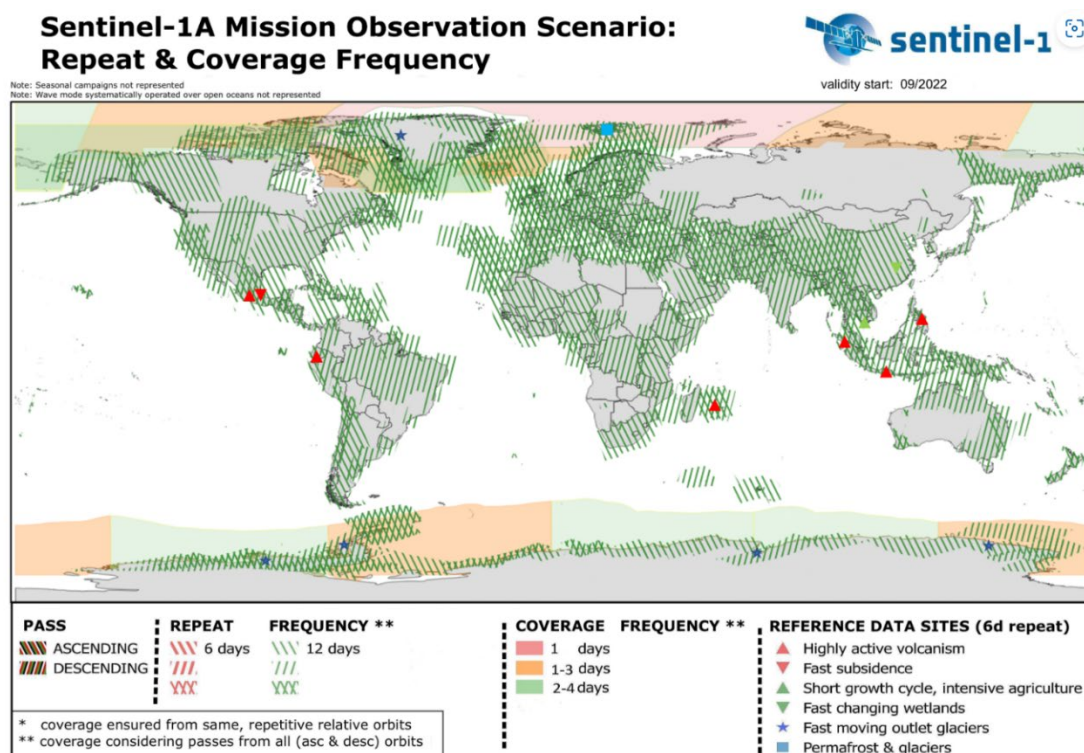 Sentinel-1A Mission Observation Scenario:
Repeat & Coverage Frequency
sentinel-1
Note: Seasonal campaigns not represented
Note: Wave mode systematically operated over open oceans not represented
validity start: 09/2022
PASS
ASCENDING
DESCENDING
REPEAT FREQUENCY **
6 days 12 days
COVERAGE FREQUENCY **
1 days
1-3 days
2-4 days
REFERENCE DATA SITES (6d repeat)
Highly active volcanism
Fast subsidence
Short growth cycle, intensive agriculture
Fast changing wetlands
Fast moving outlet glaciers
Permafrost & glaciers
* coverage ensured from same, repetitive relative orbits
** coverage considering passes from all (asc & desc) orbits